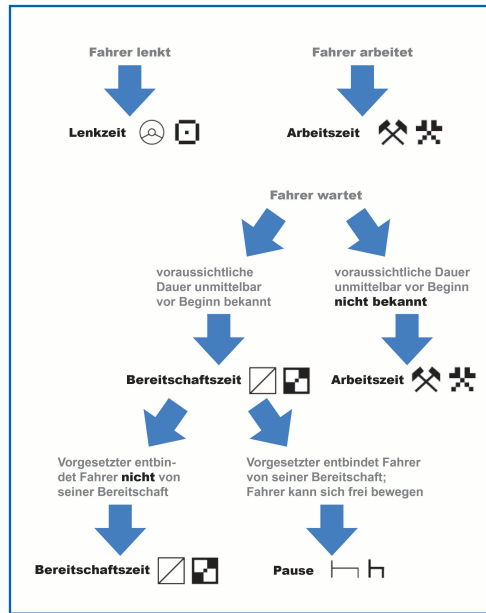 Fahrer lenkt
Fahrer arbeitet
Lenkzeit
Arbeitszeit
Fahrer wartet
voraussichtliche
Dauer unmittelbar
vor Beginn bekannt
voraussichtliche Dauer
unmittelbar vor Beginn
nicht bekannt
Bereitschaftszeit
Arbeitszeit
Vorgesetzter entbin-
det Fahrer nicht von
seiner Bereitschaft
Vorgesetzter entbindet Fahrer
von seiner Bereitschaft;
Fahrer kann sich frei bewegen
Bereitschaftszeit
Pause